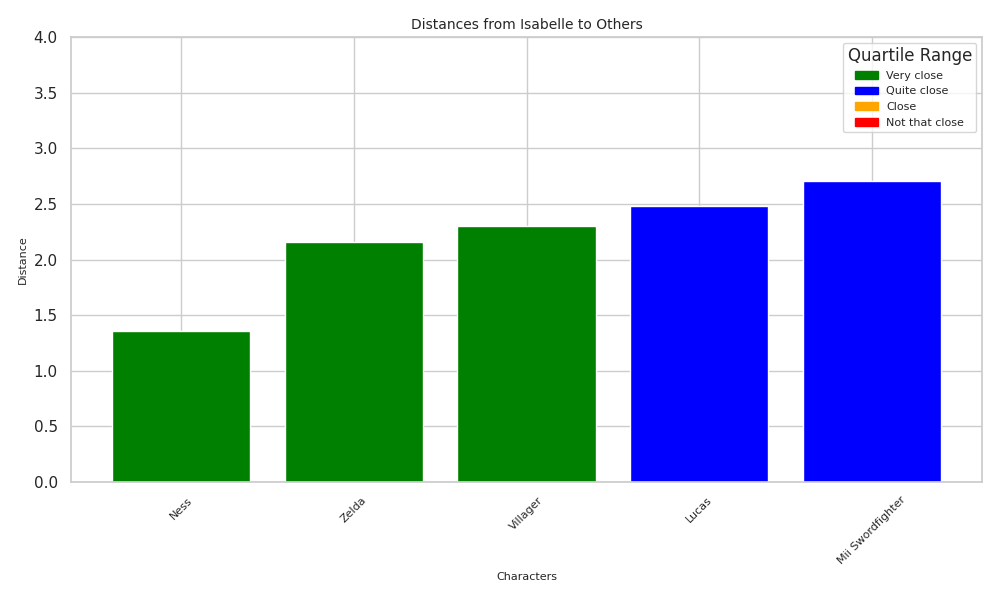 Distances from Isabelle to Others
4.0
3.5
3.0
2.5
2.0
1.5
1.0
0.5
0.0
Distance
Quartile Range
Very close
Quite close
Close
Not that close
Ness
Zelda
Villager
Lucas
Mii Swordfighter
Characters